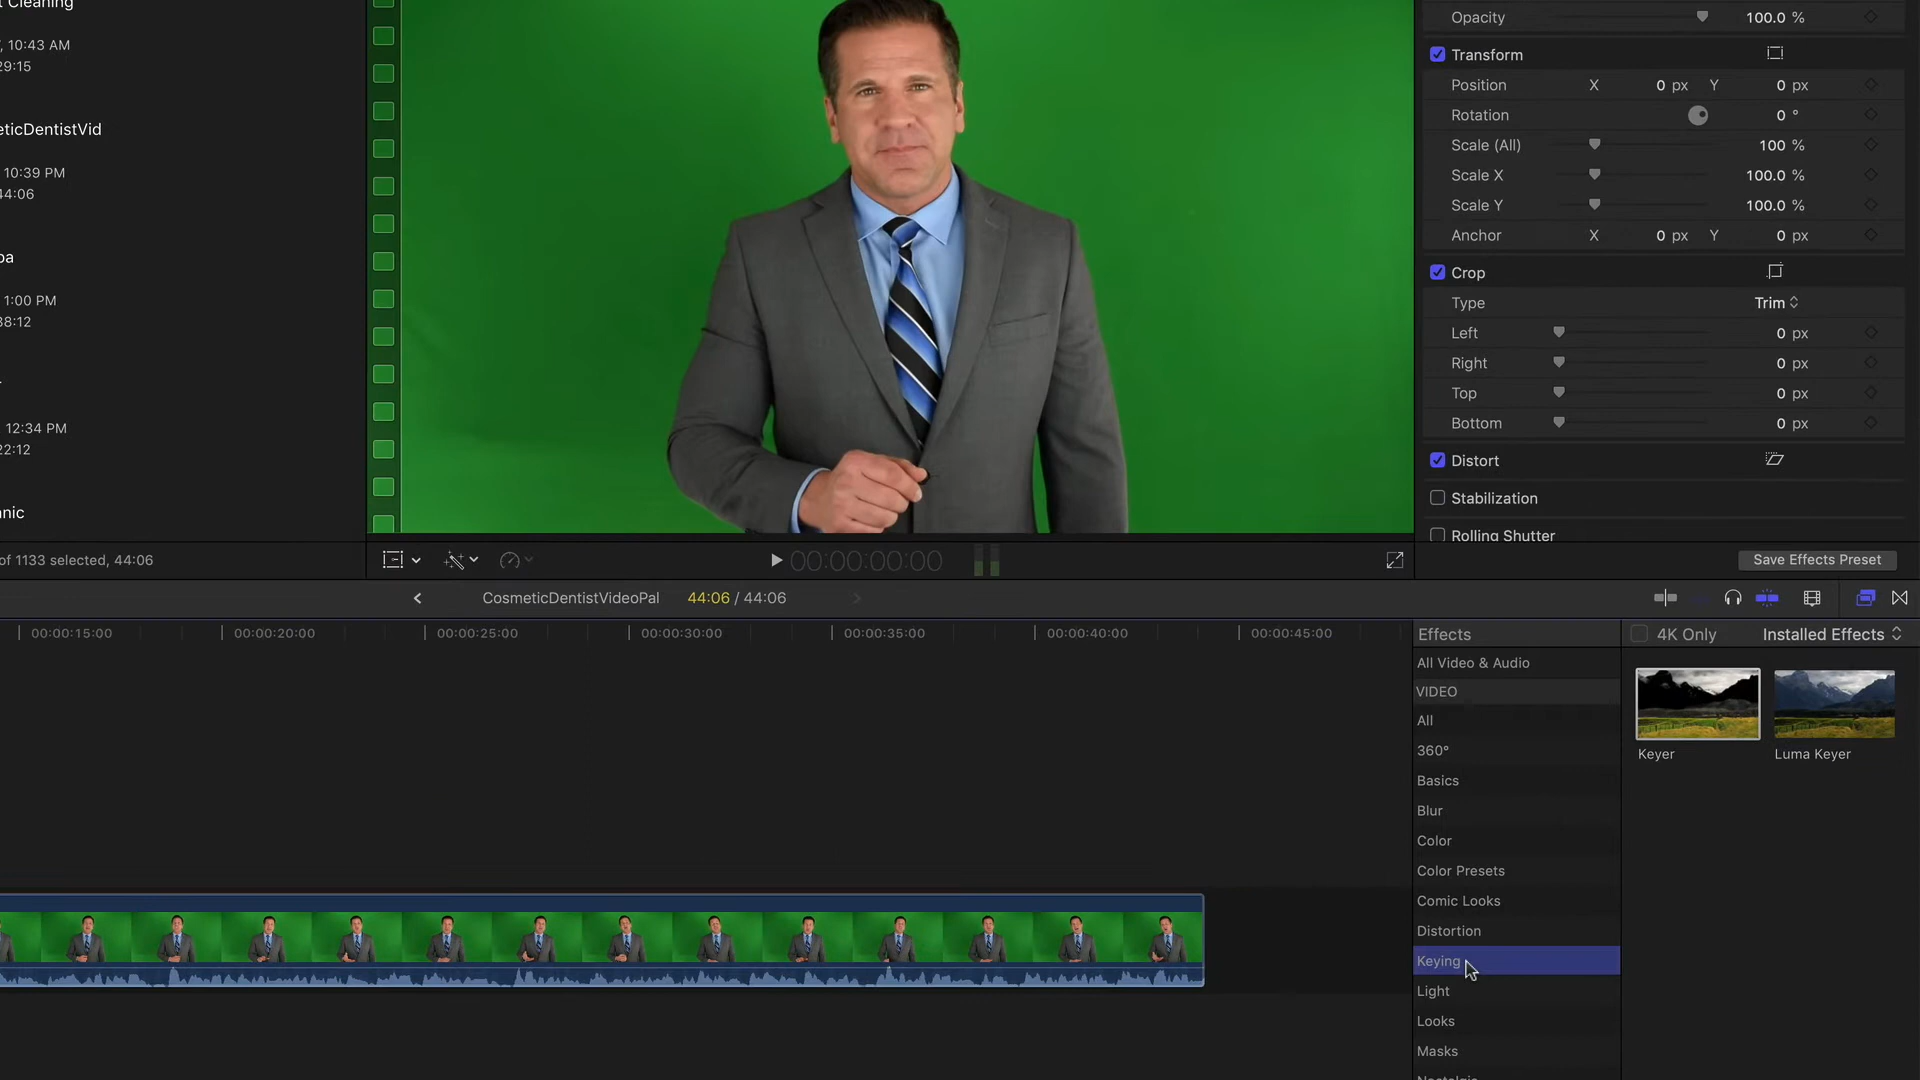 t Cleaning
, 10:43 AM
29:15
eticDentistVid
10:39 PM
44:06
pa
1:00 PM
38:12
12:34 PM
22:12
anic
of 1133 selected, 44:06
00:00:00:00
Opacity 100.0 %
Transform
Position X 0 px Y 0 px
Rotation 0 °
Scale (All) 100 %
Scale X 100.0 %
Scale Y 100.0 %
Anchor X 0 px Y 0 px
Crop
Type Trim
Left 0 px
Right 0 px
Top 0 px
Bottom 0 px
Distort
Stabilization
Rolling Shutter
Save Effects Preset
CosmeticDentistVideoPal 44:06 / 44:06
00:00:15:00 00:00:20:00 00:00:25:00 00:00:30:00 00:00:35:00 00:00:40:00 00:00:45:00
Effects
4K Only Installed Effects
All Video & Audio
VIDEO
All
360°
Basics
Blur
Color
Color Presets
Comic Looks
Distortion
Keying
Light
Looks
Masks
Nostalgic
Keyer
Luma Keyer